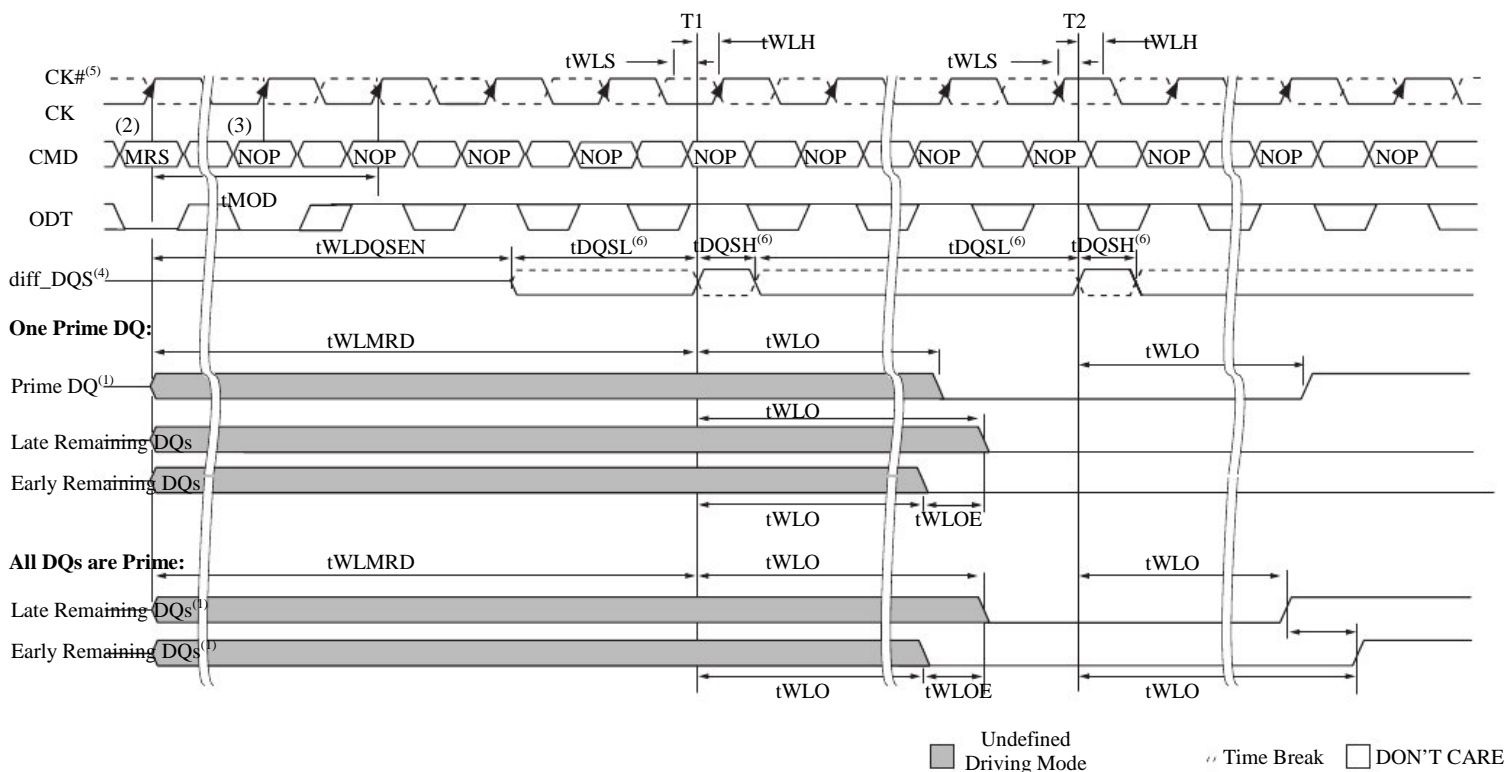 T1 T2
tWLH tWLH
tWLS tWLS
CK#(5)
CK
(2) (3)
CMD MRS NOP NOP NOP NOP NOP NOP NOP NOP NOP NOP NOP
tMOD
ODT
tWLDQSEN tDQSL(6) tDQSH(6) tDQSL(6) tDQSH(6)
diff_DQS(4)
One Prime DQ:
tWLMRD tWLO tWLO
Prime DQ(1)
tWLO
Late Remaining DQs
Early Remaining DQs
tWLO tWLOE
All DQs are Prime:
tWLMRD tWLO tWLO
Late Remaining DQs(1)
Early Remaining DQs(1)
tWLO tWLOE tWLO
Undefined
Driving Mode
Time Break
DON'T CARE